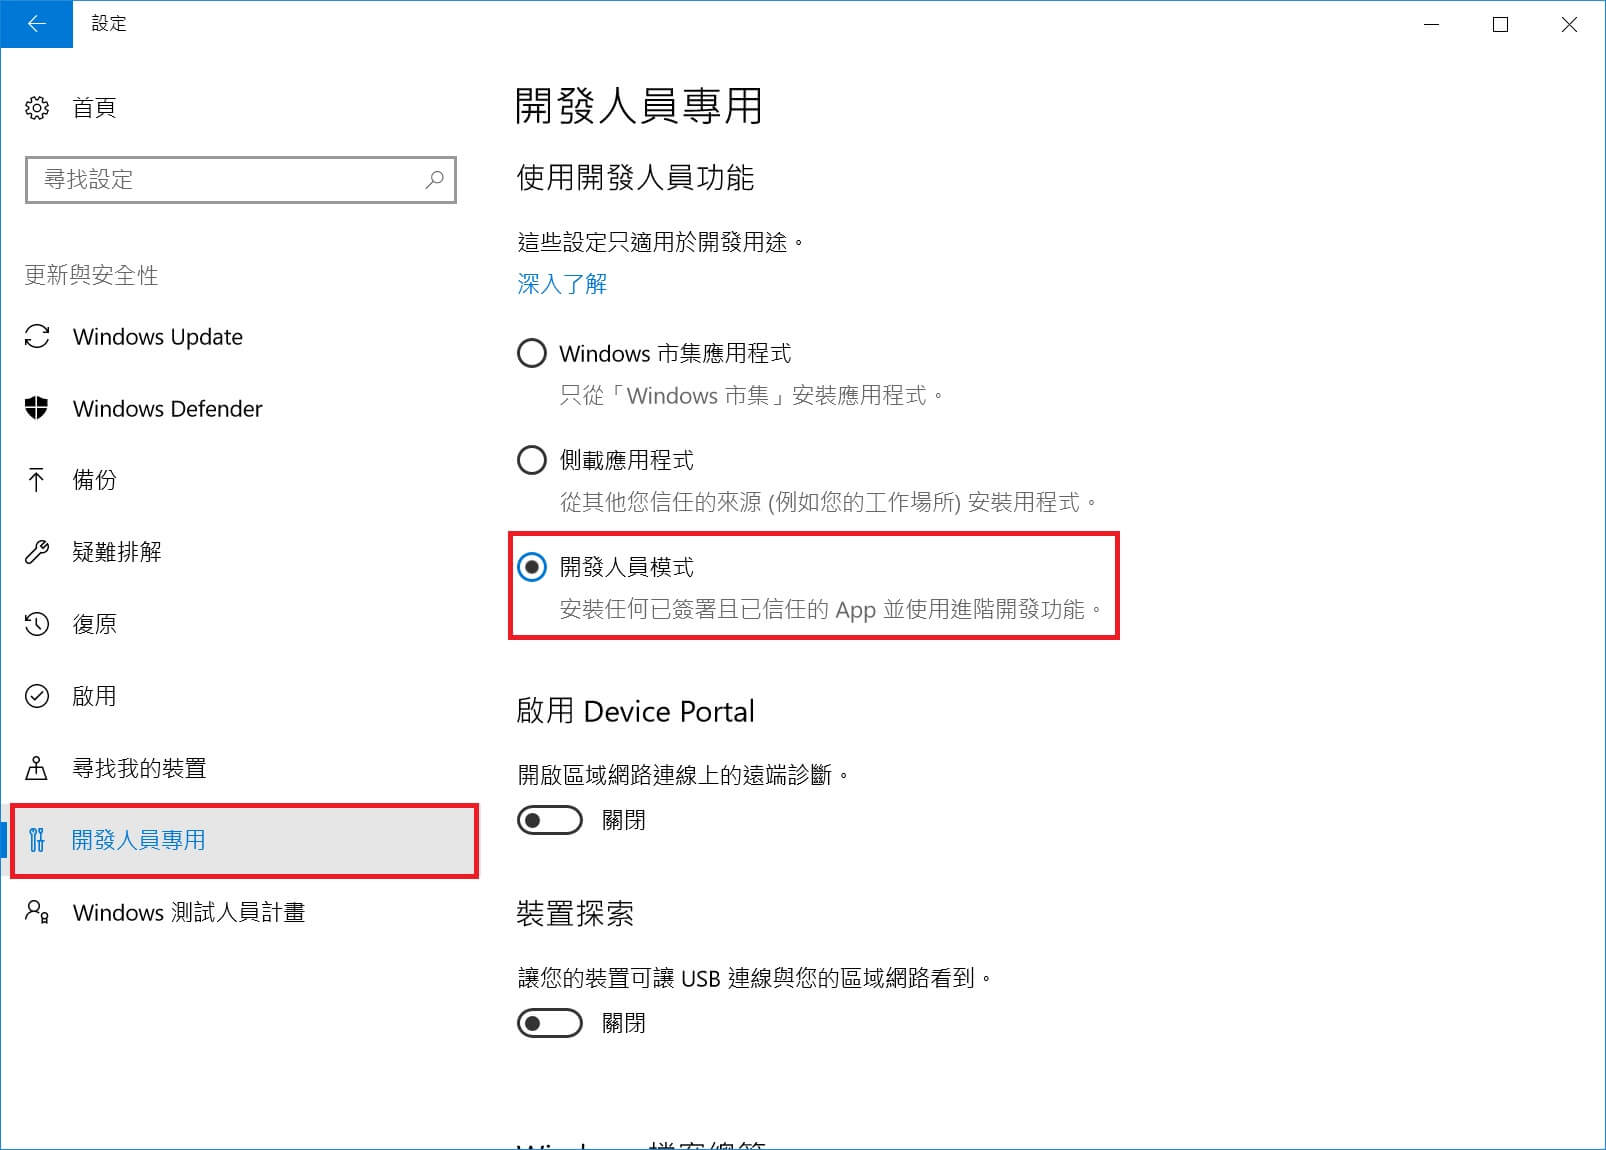 設定
首頁
尋找設定
更新與安全性
Windows Update
Windows Defender
備份
疑難排解
復原
啟用
尋找我的裝置
開發人員專用
Windows 測試人員計畫
開發人員專用
使用開發人員功能
這些設定只適用於開發用途。
深入了解
Windows 市集應用程式
只從「Windows 市集」安裝應用程式。
側載應用程式
從其他您信任的來源 (例如您的工作場所) 安裝用程式。
開發人員模式
安裝任何已簽署且已信任的 App 並使用進階開發功能。
啟用 Device Portal
開啟區域網路連線上的遠端診斷。
關閉
裝置探索
讓您的裝置可讓 USB 連線與您的區域網路看到。
關閉